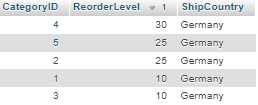 CategoryID ReorderLevel 1 ShipCountry
4 30 Germany
5 25 Germany
2 25 Germany
1 10 Germany
3 10 Germany